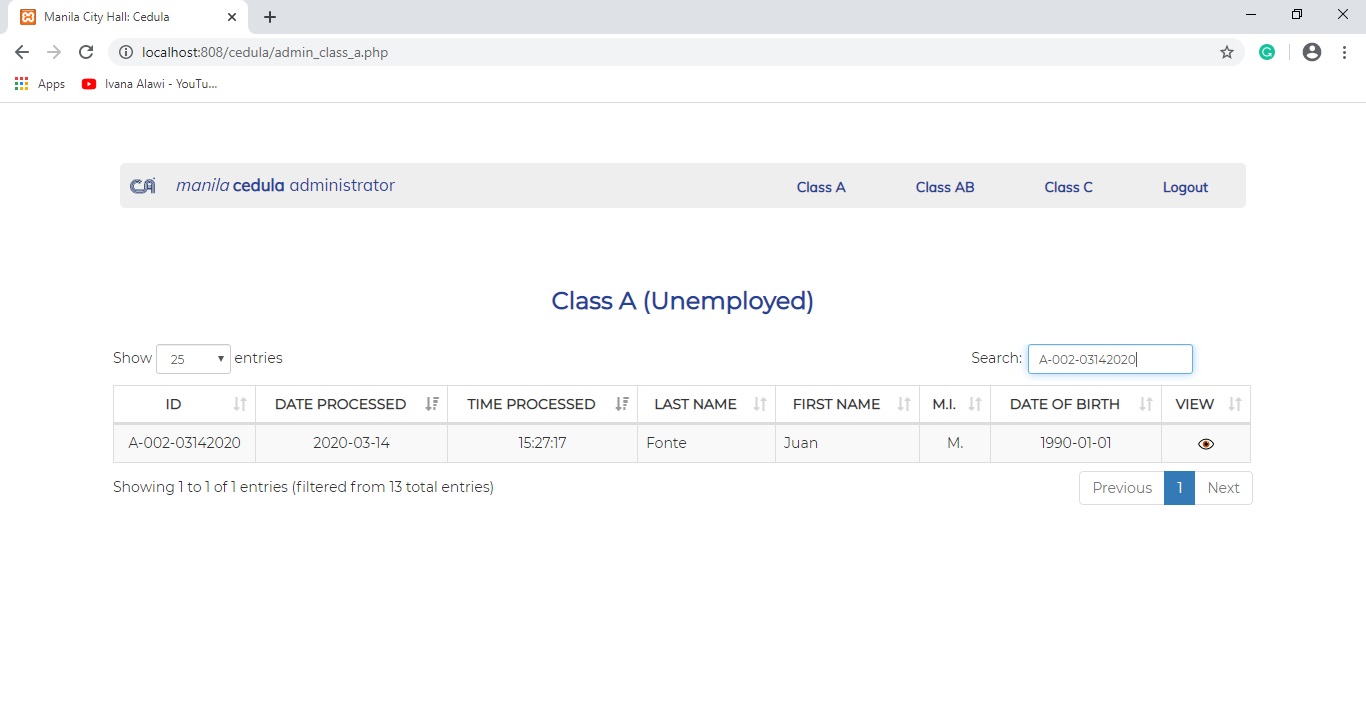 Manila City Hall: Cedula
localhost:808/cedula/admin_class_a.php
Apps Ivana Alawi - YouTu...
CA manila cedula administrator Class A Class AB Class C Logout
Class A (Unemployed)
Show 25 entries Search: A-002-03142020
ID DATE PROCESSED TIME PROCESSED LAST NAME FIRST NAME M.I. DATE OF BIRTH VIEW
A-002-03142020 2020-03-14 15:27:17 Fonte Juan M. 1990-01-01
Showing 1 to 1 of 1 entries (filtered from 13 total entries) Previous 1 Next